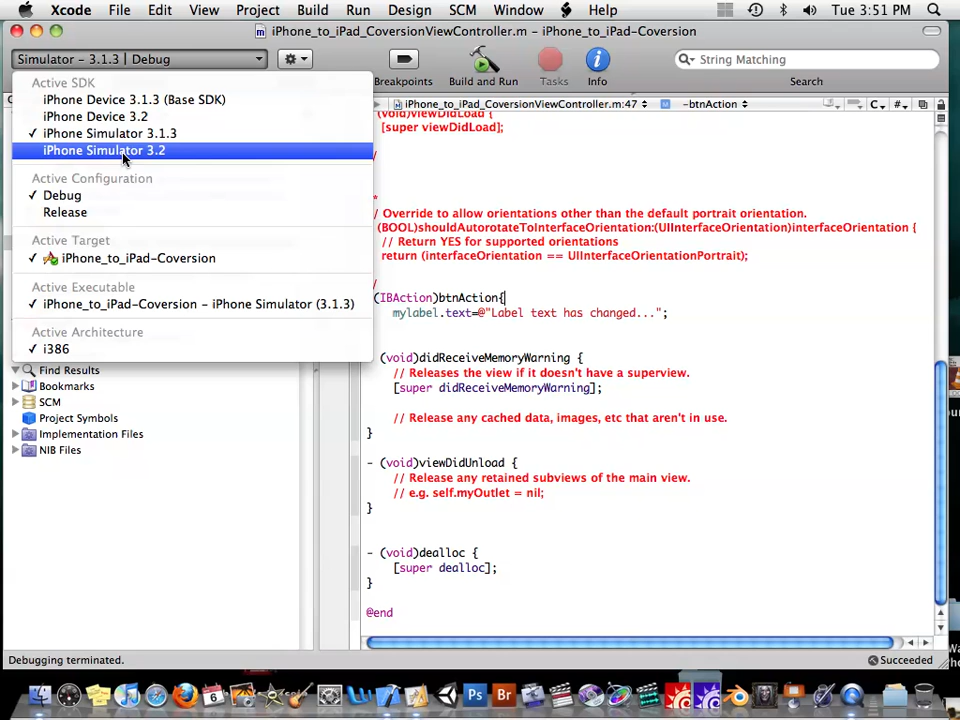 Xcode File Edit View Project Build Run Design SCM Window Help Tue 3:51 PM
iPhone_to_iPad_CoversionViewController.m - iPhone_to_iPad-Coversion
Simulator - 3.1.3 | Debug
String Matching
Breakpoints Build and Run Tasks Info Search
Active SDK
iPhone Device 3.1.3 (Base SDK)
iPhone Device 3.2
✓ iPhone Simulator 3.1.3
iPhone Simulator 3.2
Active Configuration
✓ Debug
Release
Active Target
✓ iPhone_to_iPad-Coversion
Active Executable
✓ iPhone_to_iPad-Coversion – iPhone Simulator (3.1.3)
Active Architecture
✓ i386
Find Results
Bookmarks
SCM
Project Symbols
Implementation Files
NIB Files
iPhone_to_iPad_CoversionViewController.m:47 -btnAction C #
(void)viewDidLoad {
[super viewDidLoad];
/
*
/ Override to allow orientations other than the default portrait orientation.
(BOOL)shouldAutorotateToInterfaceOrientation:(UIInterfaceOrientation)interfaceOrientation {
// Return YES for supported orientations
return (interfaceOrientation == UIInterfaceOrientationPortrait);
/
(IBAction)btnAction{
mylabel.text=@"Label text has changed...";
(void)didReceiveMemoryWarning {
// Releases the view if it doesn't have a superview.
[super didReceiveMemoryWarning];
// Release any cached data, images, etc that aren't in use.
}
- (void)viewDidUnload {
// Release any retained subviews of the main view.
// e.g. self.myOutlet = nil;
}
- (void)dealloc {
[super dealloc];
}
@end
Debugging terminated. Succeeded
6
Ps Br